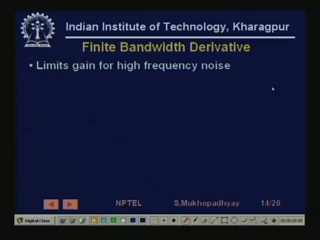 Indian Institute of Technology, Kharagpur
Finite Bandwidth Derivative
• Limits gain for high frequency noise
NPTEL S.Mukhopadhyay 14/20